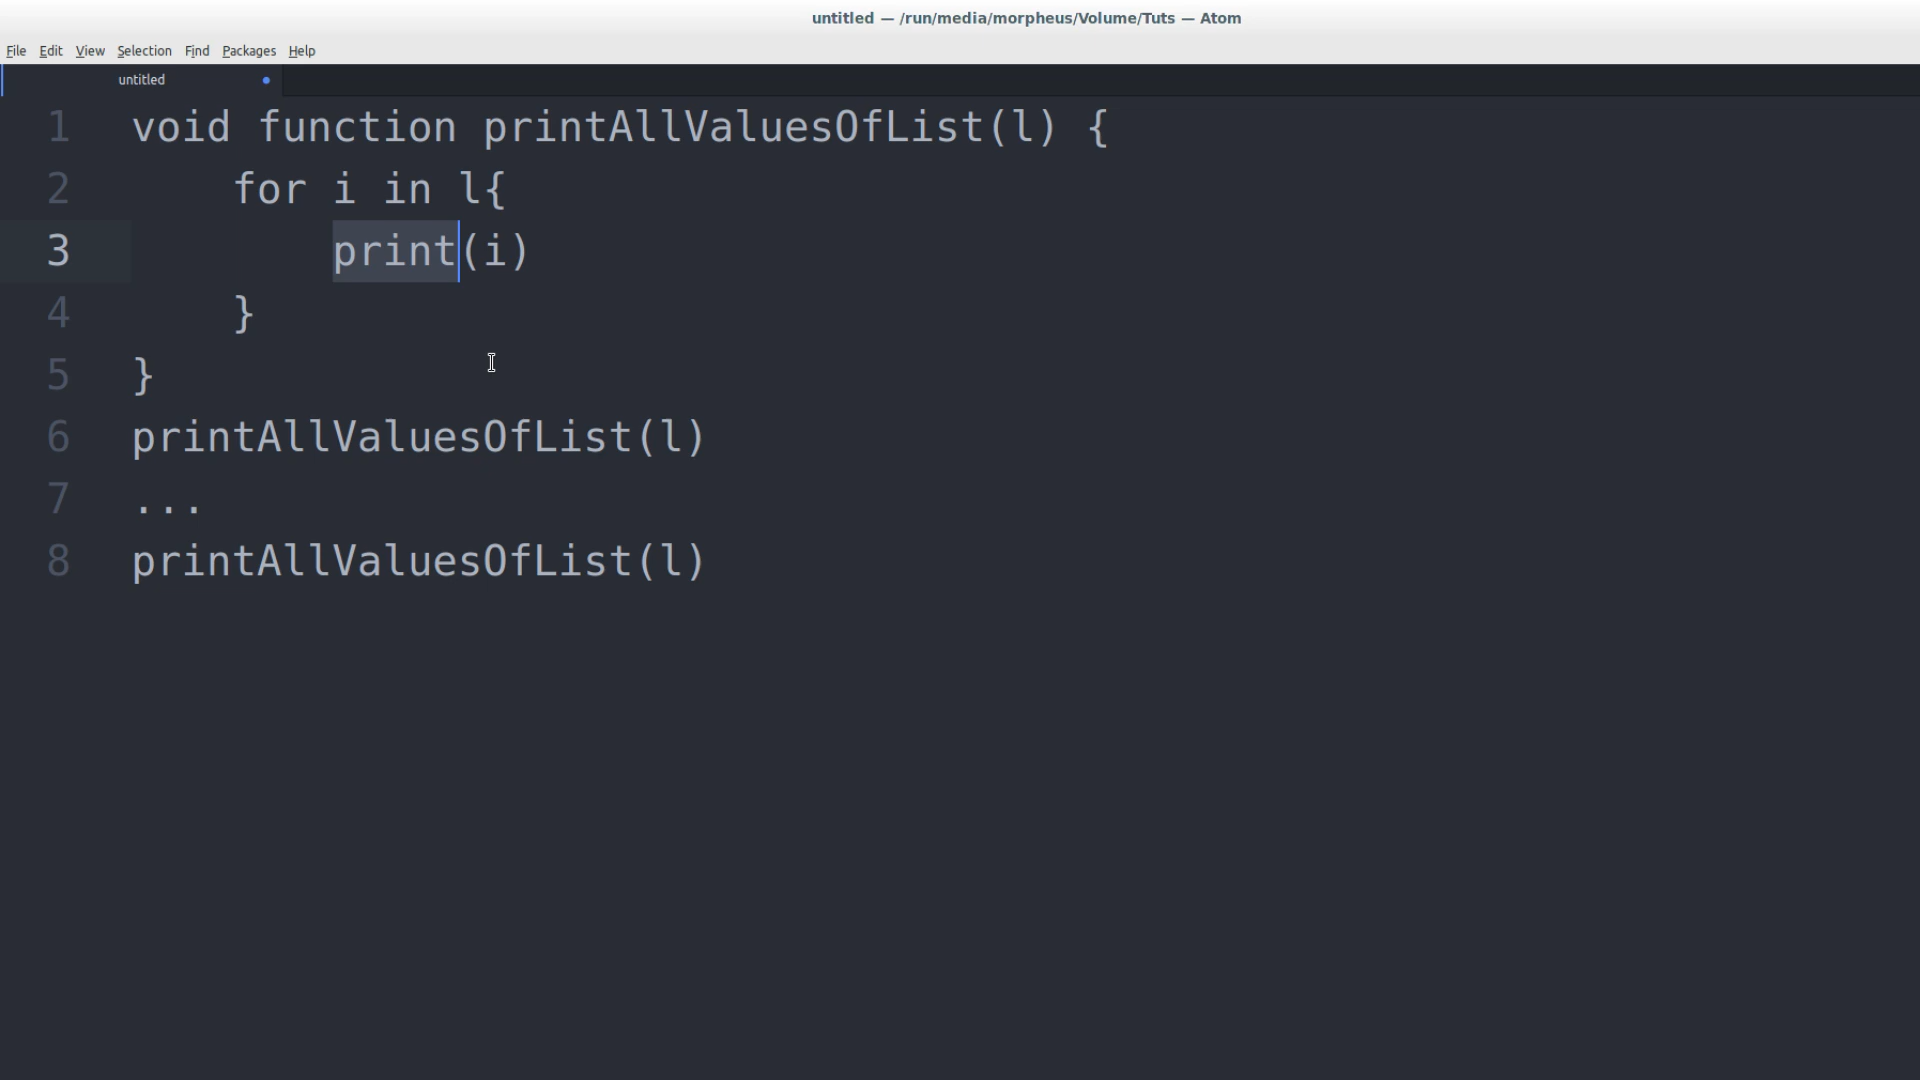 untitled — /run/media/morpheus/Volume/Tuts — Atom
File Edit View Selection Find Packages Help
untitled
1 void function printAllValuesOfList(l) {
2     for i in l{
3         print(i)
4     }
5 }
6 printAllValuesOfList(l)
7 ...
8 printAllValuesOfList(l)